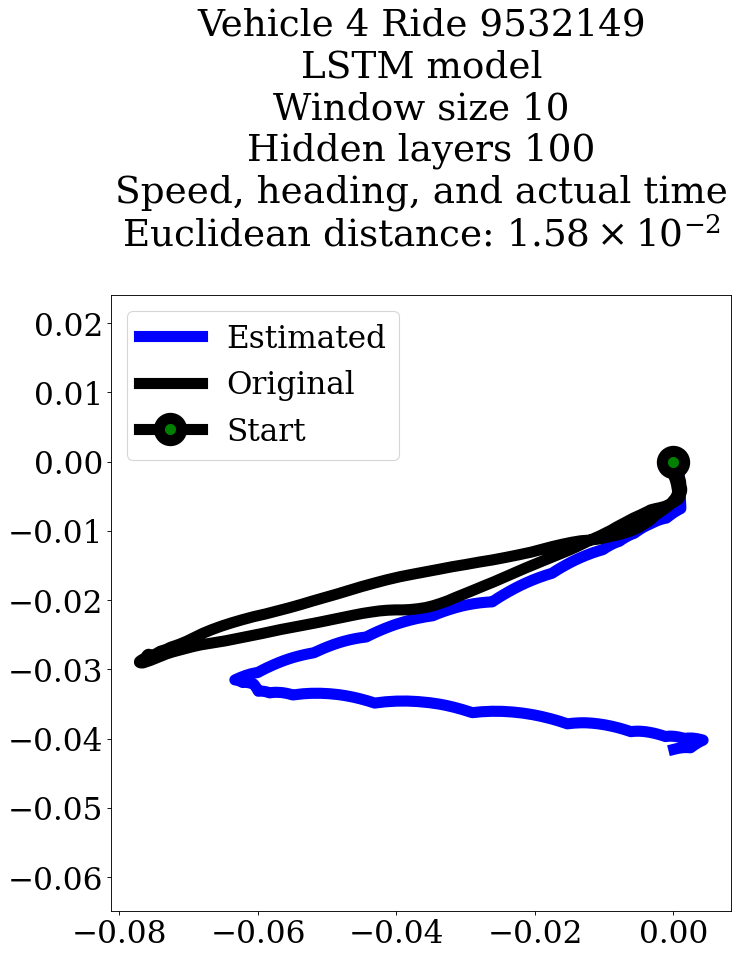 Vehicle 4 Ride 9532149
LSTM model
Window size 10
Hidden layers 100
Speed, heading, and actual time
Euclidean distance: 1.58 × 10⁻²
Estimated
Original
Start
0.02
0.01
0.00
−0.01
−0.02
−0.03
−0.04
−0.05
−0.06
−0.08 −0.06 −0.04 −0.02 0.00